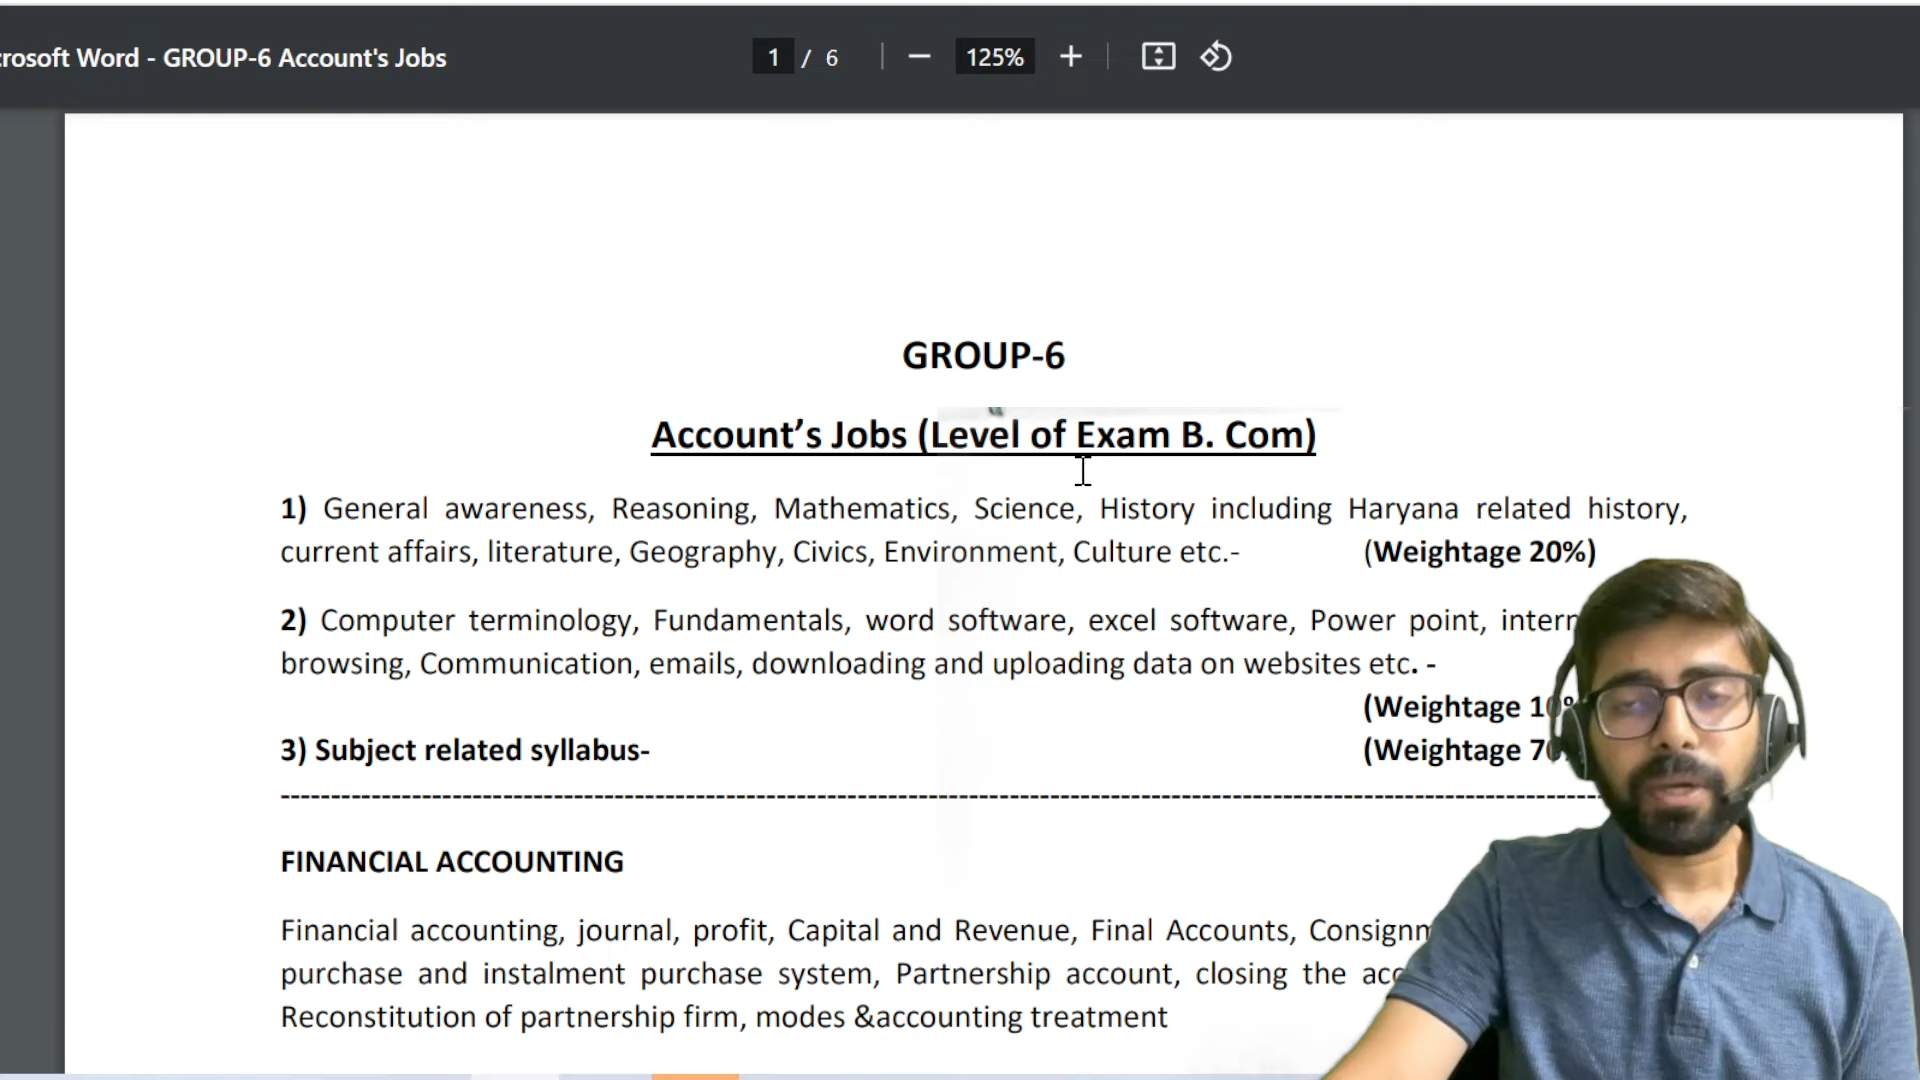 crosoft Word - GROUP-6 Account's Jobs
1 / 6
125%
GROUP-6
Account’s Jobs (Level of Exam B. Com)
1) General awareness, Reasoning, Mathematics, Science, History including Haryana related history,
current affairs, literature, Geography, Civics, Environment, Culture etc.- (Weightage 20%)
2) Computer terminology, Fundamentals, word software, excel software, Power point, intern
browsing, Communication, emails, downloading and uploading data on websites etc. -
(Weightage 10%
3) Subject related syllabus- (Weightage 70
FINANCIAL ACCOUNTING
Financial accounting, journal, profit, Capital and Revenue, Final Accounts, Consignm
purchase and instalment purchase system, Partnership account, closing the acc
Reconstitution of partnership firm, modes &accounting treatment